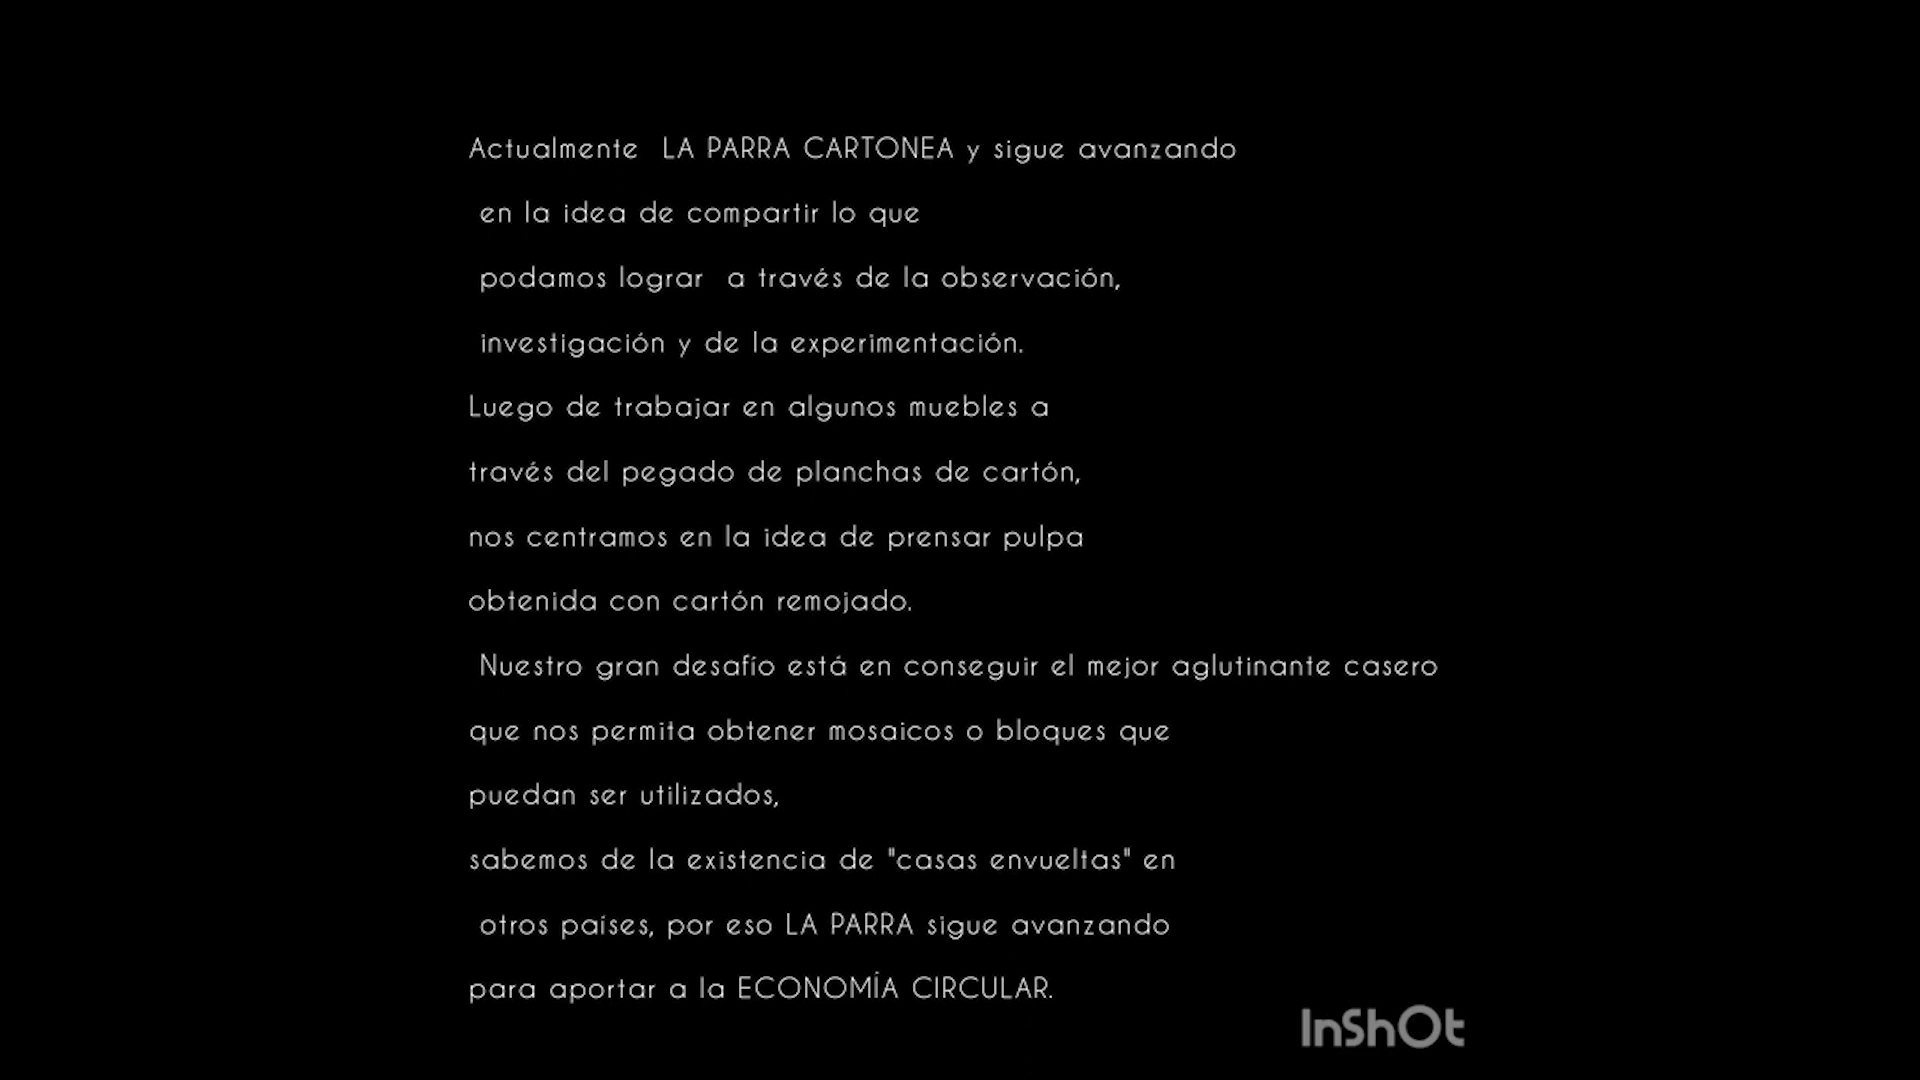 Actualmente  LA PARRA CARTONEA y sigue avanzando
en la idea de compartir lo que
podamos lograr  a través de la observación,
investigación y de la experimentación.
Luego de trabajar en algunos muebles a
través del pegado de planchas de cartón,
nos centramos en la idea de prensar pulpa
obtenida con cartón remojado.
Nuestro gran desafío está en conseguir el mejor aglutinante casero
que nos permita obtener mosaicos o bloques que
puedan ser utilizados,
sabemos de la existencia de "casas envueltas" en
otros países, por eso LA PARRA sigue avanzando
para aportar a la ECONOMÍA CIRCULAR.
InShOt